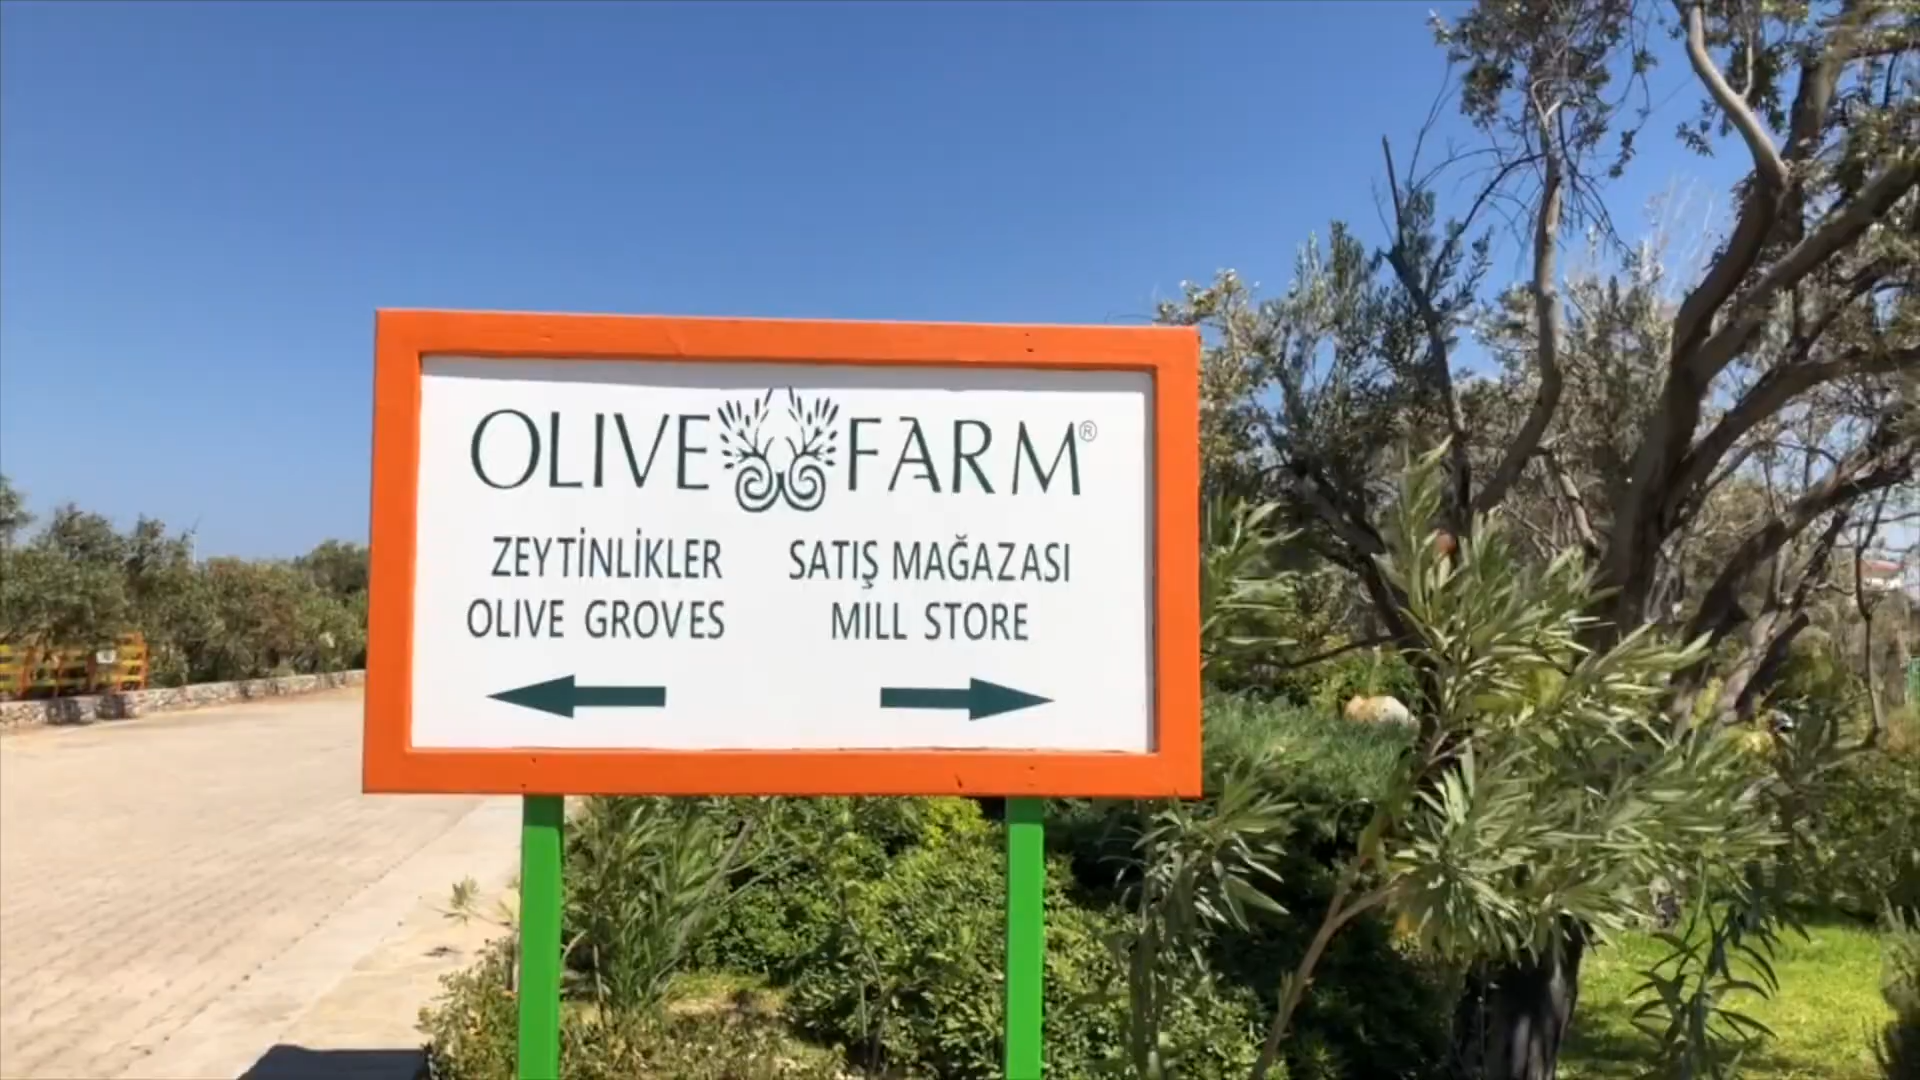 OLIVE FARM®
ZEYTİNLİKLER
OLIVE GROVES
SATIŞ MAĞAZASI
MILL STORE